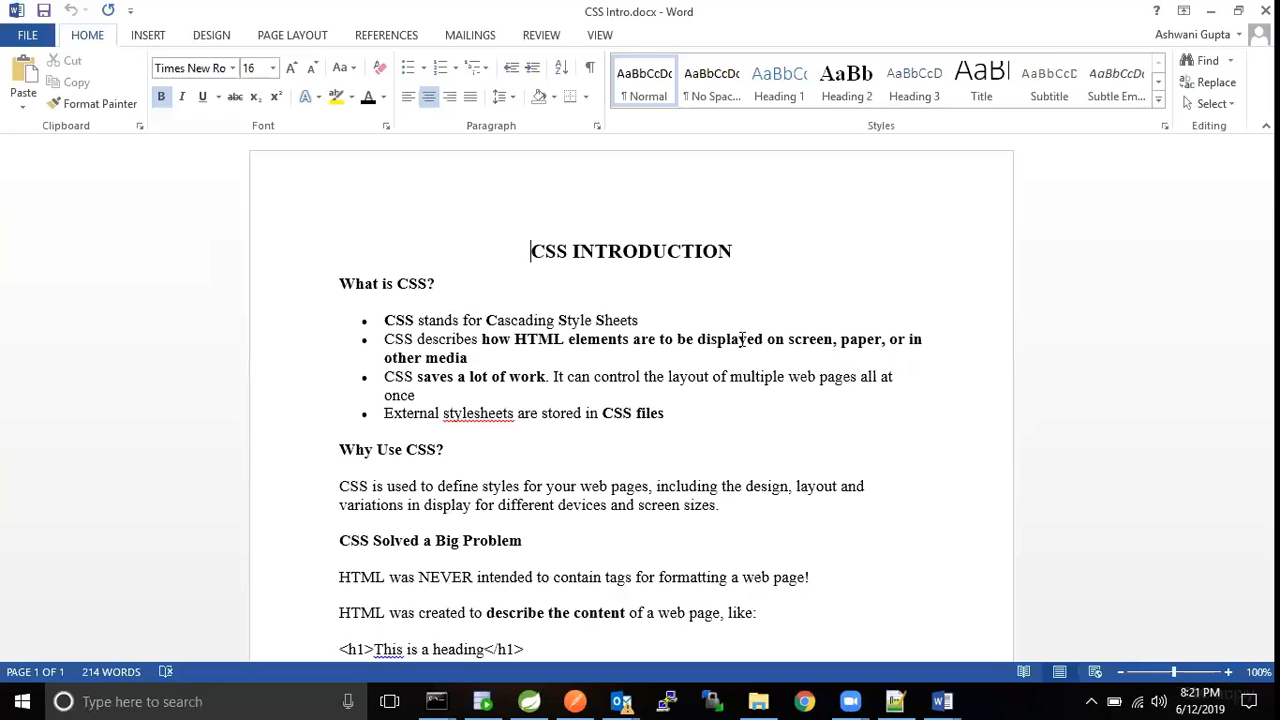 CSS Intro.docx - Word
FILE HOME INSERT DESIGN PAGE LAYOUT REFERENCES MAILINGS REVIEW VIEW Ashwani Gupta
Paste
Cut
Copy
Format Painter
Clipboard
Times New Ro 16
Font
Paragraph
AaBbCcDc AaBbCcDc AaBbCc AaBb AaBbCcD AaBl AaBbCcD AaBbCcDc
¶ Normal ¶ No Spac... Heading 1 Heading 2 Heading 3 Title Subtitle Subtle Em...
Styles
Find
Replace
Select
Editing
CSS INTRODUCTION
What is CSS?
• CSS stands for Cascading Style Sheets
• CSS describes how HTML elements are to be displayed on screen, paper, or in
other media
• CSS saves a lot of work. It can control the layout of multiple web pages all at
once
• External stylesheets are stored in CSS files
Why Use CSS?
CSS is used to define styles for your web pages, including the design, layout and
variations in display for different devices and screen sizes.
CSS Solved a Big Problem
HTML was NEVER intended to contain tags for formatting a web page!
HTML was created to describe the content of a web page, like:
<h1>This is a heading</h1>
PAGE 1 OF 1 214 WORDS 100%
Type here to search
8:21 PM
6/12/2019